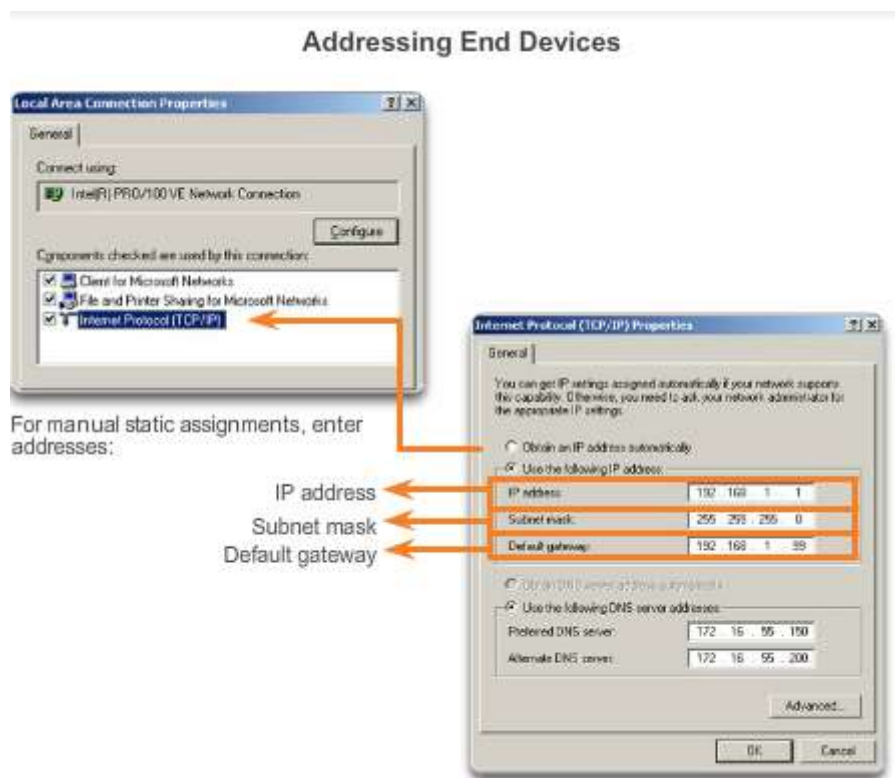 Addressing End Devices
Local Area Connection Properties
General
Connect using:
Intel(R) PRO/100 VE Network Connection
Configure
Components checked are used by this connection:
Client for Microsoft Networks
File and Printer Sharing for Microsoft Networks
Internet Protocol (TCP/IP)
For manual static assignments, enter
addresses:
IP address
Subnet mask
Default gateway
Internet Protocol (TCP/IP) Properties
General
You can get IP settings assigned automatically if your network supports
this capability. Otherwise, you need to ask your network administrator for
the appropriate IP settings.
Obtain an IP address automatically
Use the following IP address:
IP address: 192 . 168 . 1 . 1
Subnet mask: 255 . 255 . 255 . 0
Default gateway: 192 . 168 . 1 . 99
Obtain DNS server address automatically
Use the following DNS server addresses:
Preferred DNS server: 172 . 16 . 55 . 150
Alternate DNS server: 172 . 16 . 55 . 200
Advanced...
OK
Cancel